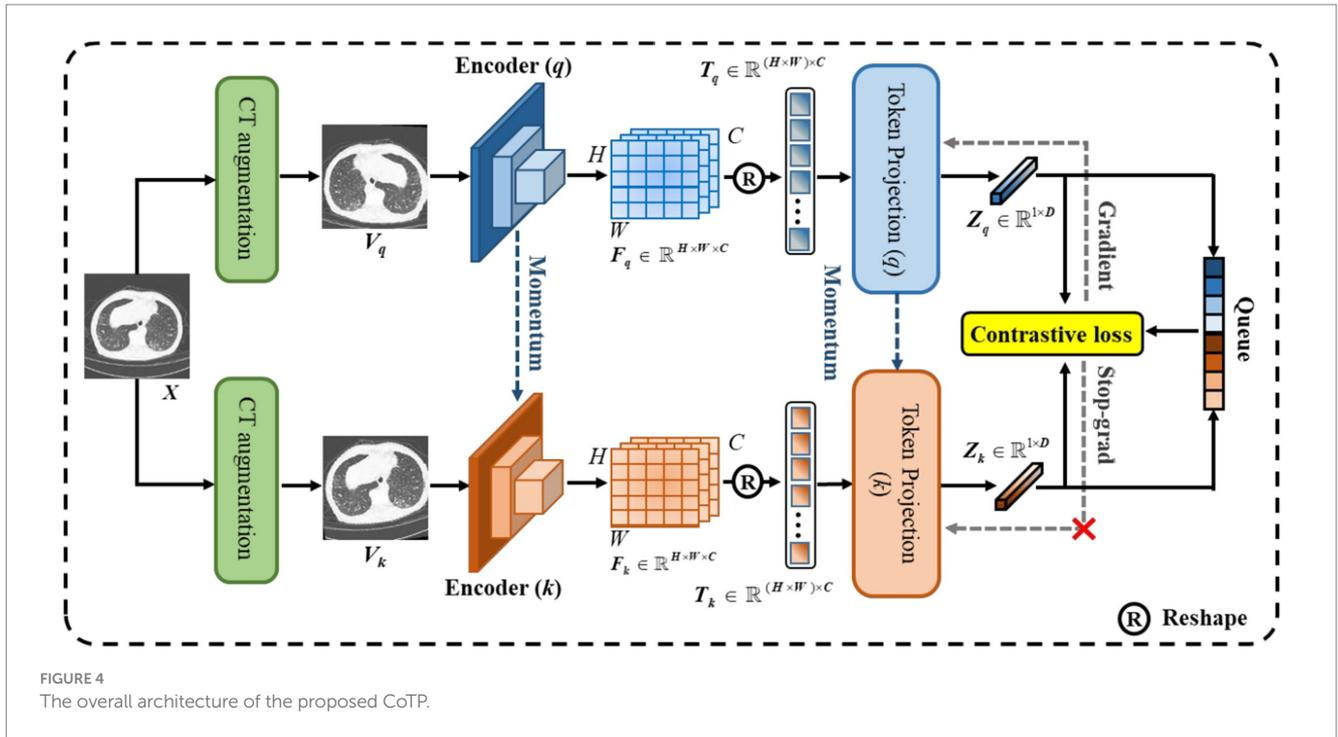 Encoder (q)
T_q ∈ ℝ^{(H×W)×C}
CT augmentation
V_q
H
C
R
W
F_q ∈ ℝ^{H×W×C}
Token Projection (q)
Z_q ∈ ℝ^{1×D}
Gradient
X
Momentum
Momentum
Contrastive loss
Queue
Stop-grad
CT augmentation
V_k
Encoder (k)
H
C
R
W
F_k ∈ ℝ^{H×W×C}
T_k ∈ ℝ^{(H×W)×C}
Token Projection
(k)
Z_k ∈ ℝ^{1×D}
R Reshape
FIGURE 4
The overall architecture of the proposed CoTP.